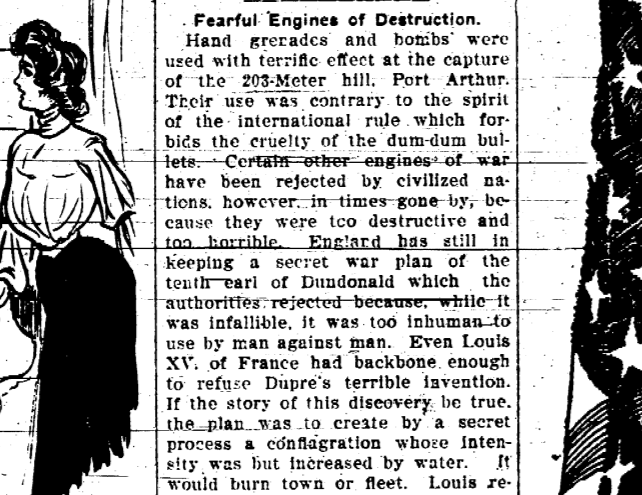 Fearful Engines of Destruction.
Hand grenades and bombs were
used with terrific effect at the capture
of the 203-Meter hill, Port Arthur.
Their use was contrary to the spirit
of the international rule which for-
bids the cruelty of the dum-dum bul-
lets. Certain other engines of war
have been rejected by civilized na-
tions, however, in times gone by, be-
cause they were too destructive and
too horrible. England has still in
keeping a secret war plan of the
tenth earl of Dundonald which the
authorities rejected because, while it
was infallible, it was too inhuman to
use by man against man. Even Louis
XV. of France had backbone enough
to refuse Dupre's terrible invention.
If the story of this discovery be true,
the plan was to create by a secret
process a conflagration whose inten-
sity was but increased by water. It
would burn town or fleet. Louis re-